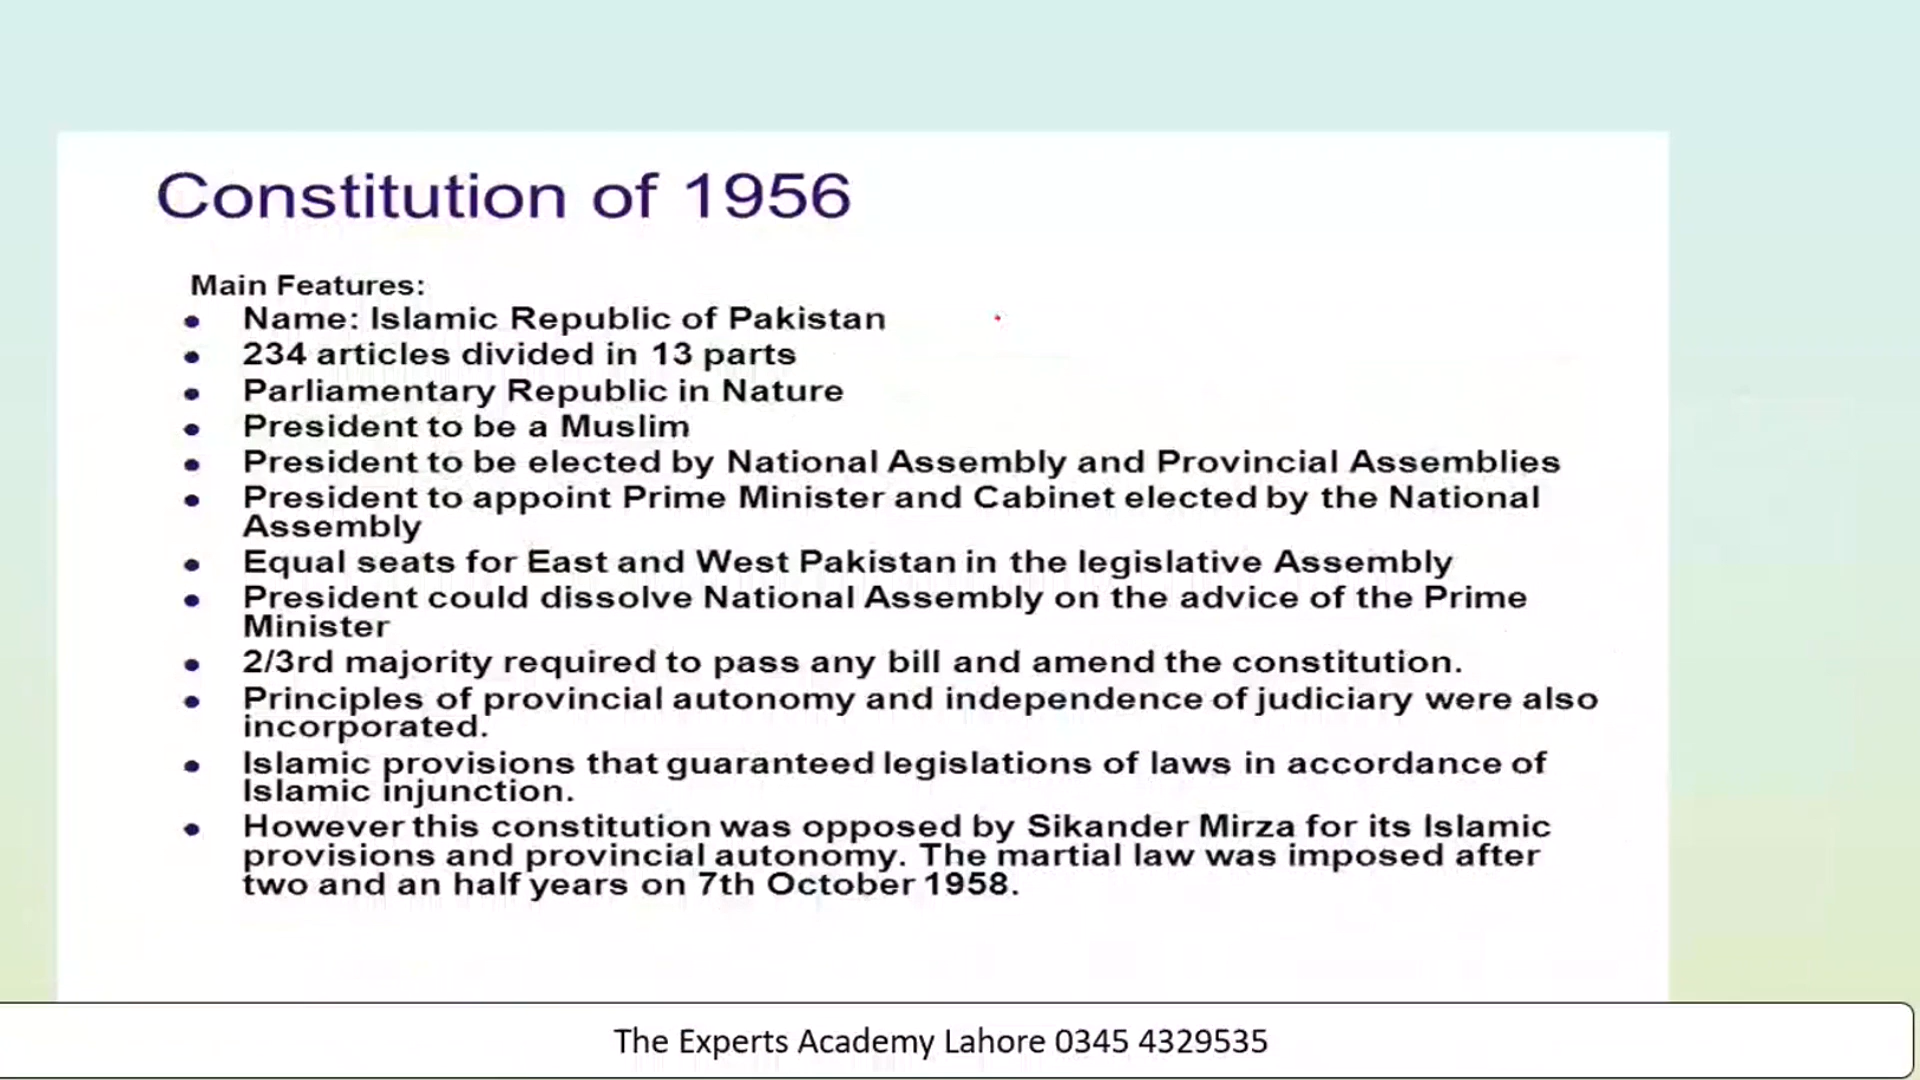 Constitution of 1956
Main Features:
• Name: Islamic Republic of Pakistan
• 234 articles divided in 13 parts
• Parliamentary Republic in Nature
• President to be a Muslim
• President to be elected by National Assembly and Provincial Assemblies
• President to appoint Prime Minister and Cabinet elected by the National
Assembly
• Equal seats for East and West Pakistan in the legislative Assembly
• President could dissolve National Assembly on the advice of the Prime
Minister
• 2/3rd majority required to pass any bill and amend the constitution.
• Principles of provincial autonomy and independence of judiciary were also
incorporated.
• Islamic provisions that guaranteed legislations of laws in accordance of
Islamic injunction.
• However this constitution was opposed by Sikander Mirza for its Islamic
provisions and provincial autonomy. The martial law was imposed after
two and an half years on 7th October 1958.
The Experts Academy Lahore 0345 4329535